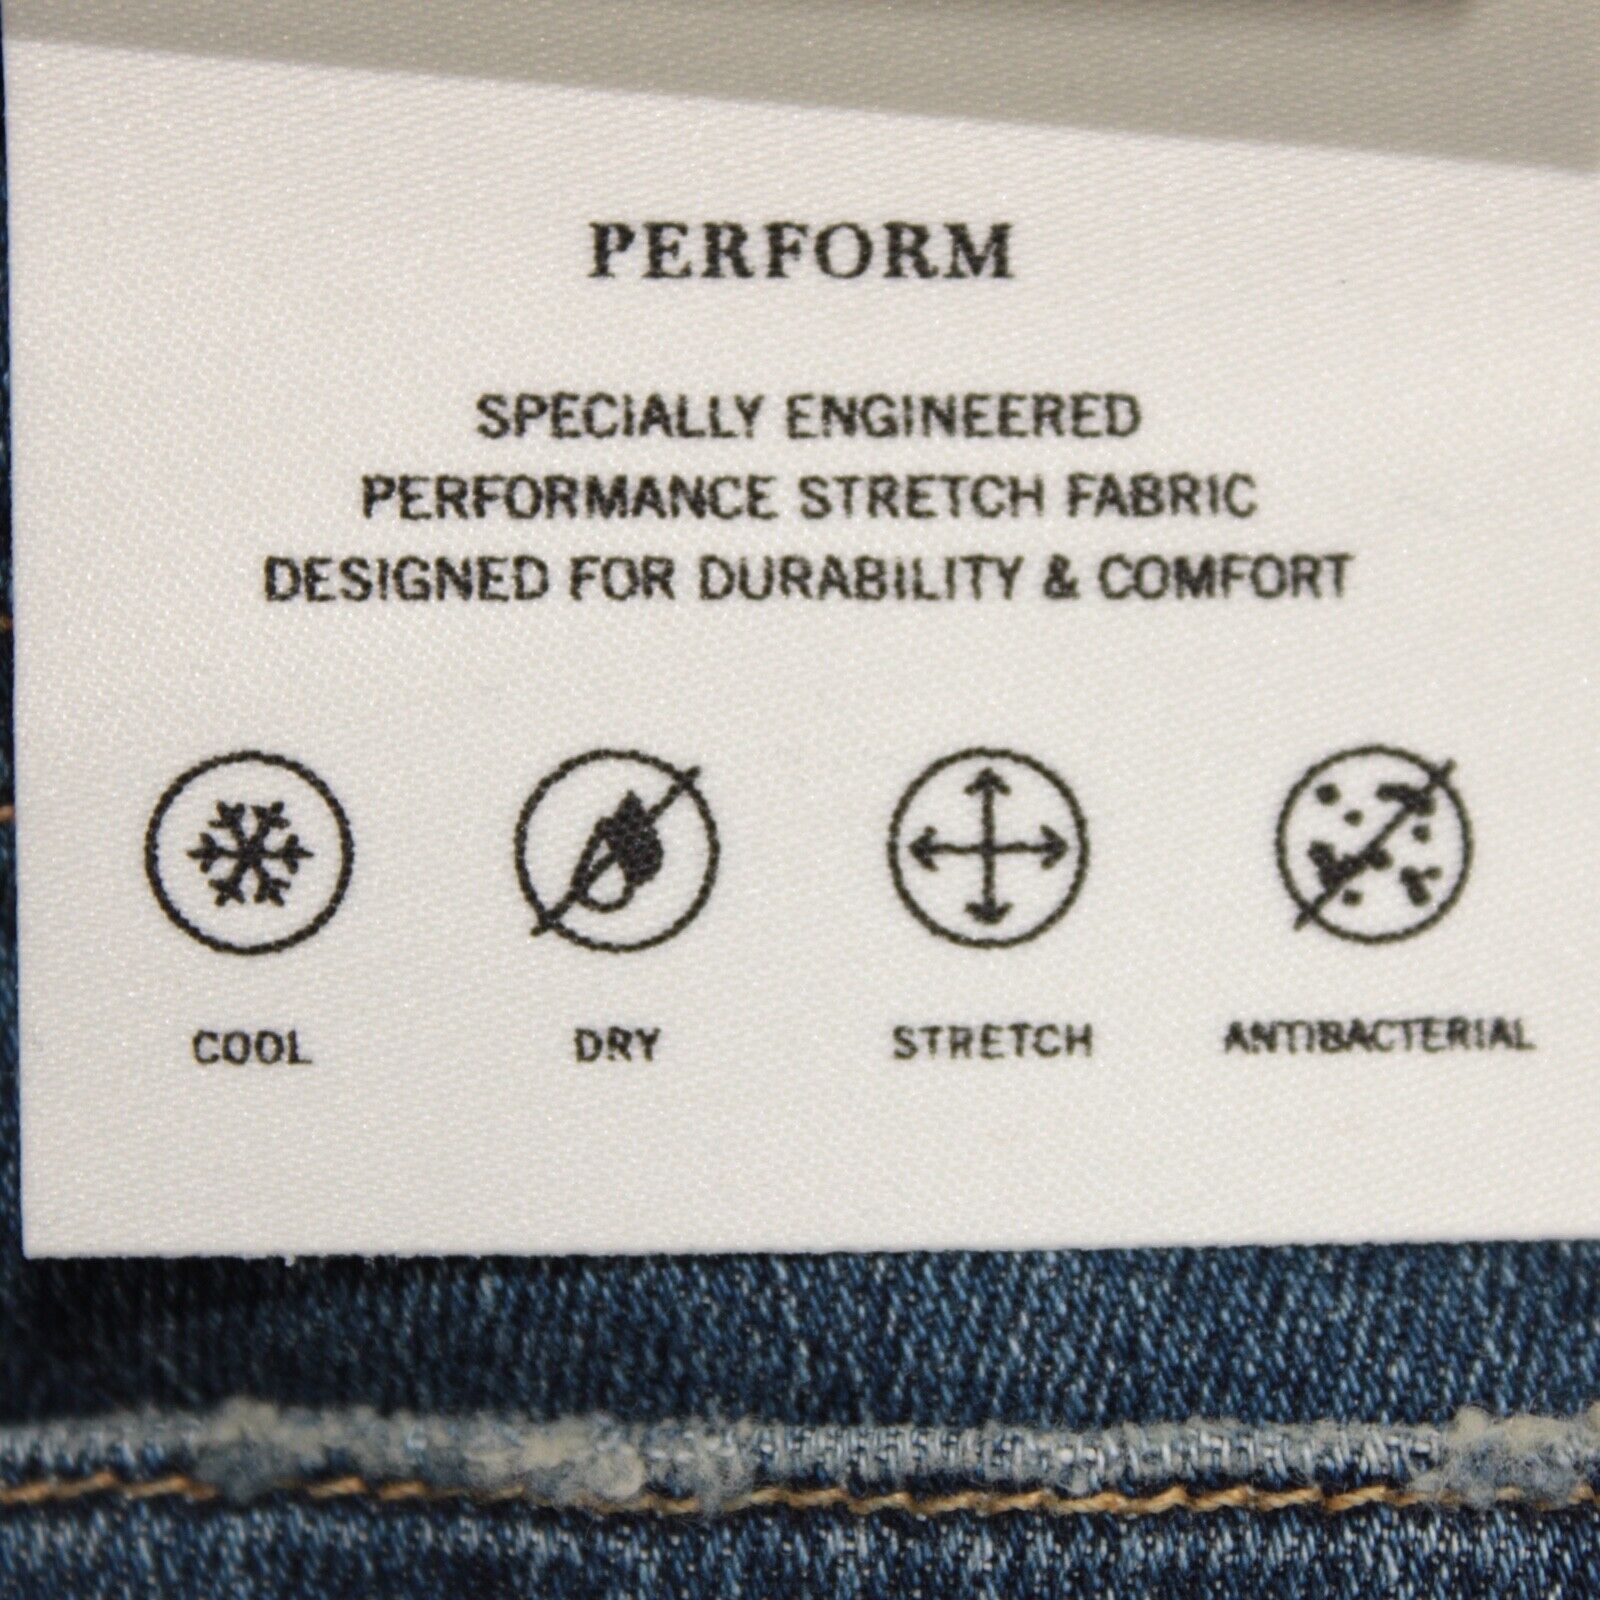 PERFORM
SPECIALLY ENGINEERED
PERFORMANCE STRETCH FABRIC
DESIGNED FOR DURABILITY & COMFORT
COOL DRY STRETCH ANTIBACTERIAL